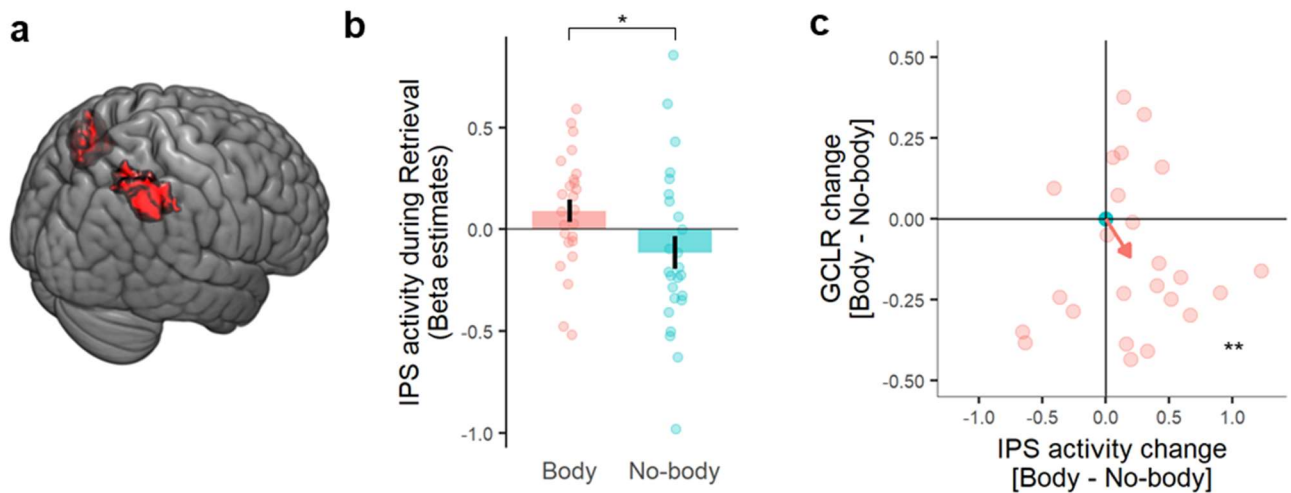 a
b
c
*
IPS activity during Retrieval
(Beta estimates)
0.5
0.0
-0.5
-1.0
Body
No-body
GCLR change
[Body - No-body]
0.50
0.25
0.00
-0.25
-0.50
**
-1.0
-0.5
0.0
0.5
1.0
IPS activity change
[Body - No-body]